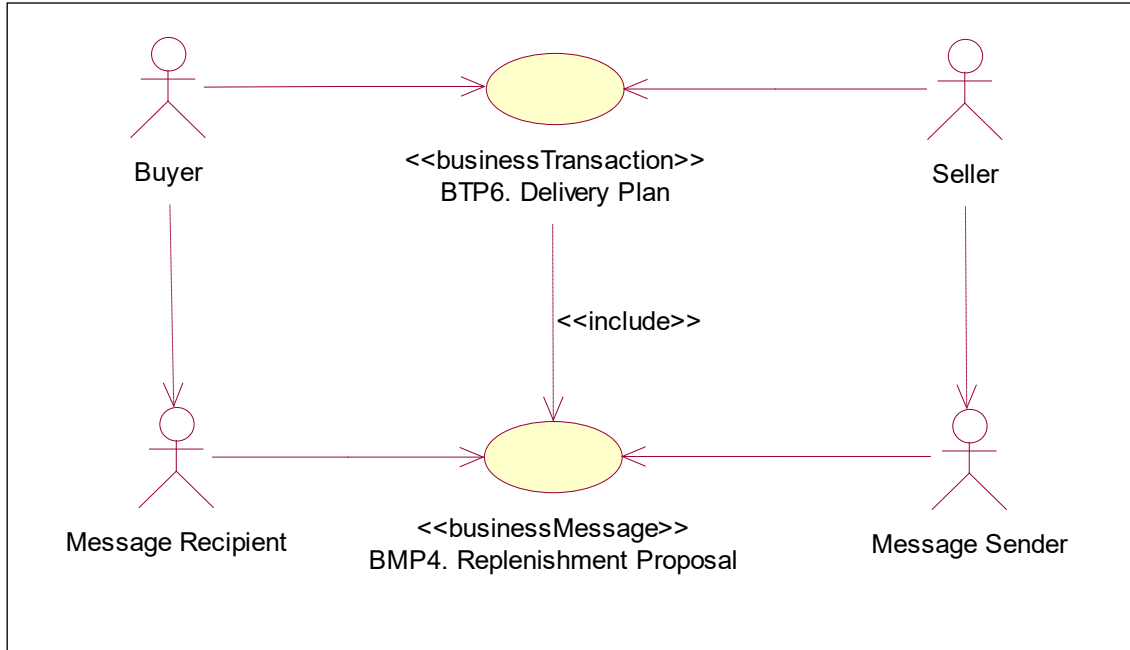 <<businessTransaction>>
Buyer
BTP6. Delivery Plan
Seller
<<include>>
<<businessMessage>>
Message Recipient
BMP4. Replenishment Proposal
Message Sender